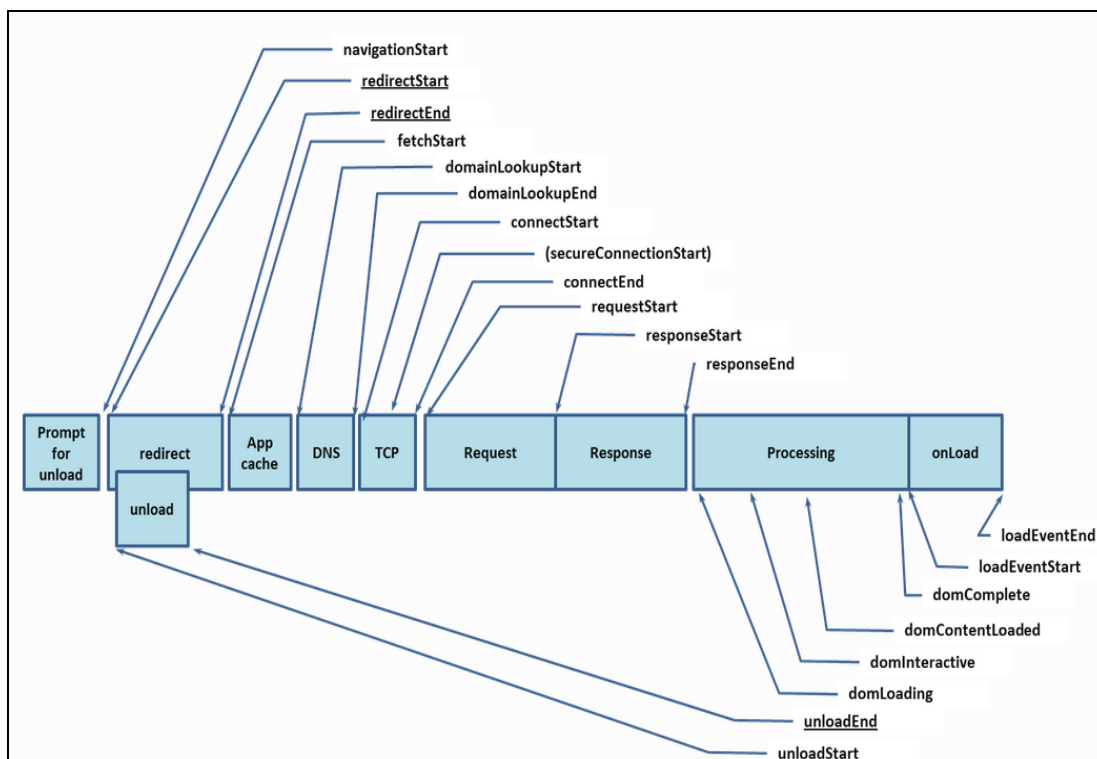 navigationStart
redirectStart
redirectEnd
fetchStart
domainLookupStart
domainLookupEnd
connectStart
(secureConnectionStart)
connectEnd
requestStart
responseStart
responseEnd
Prompt
for
unload
redirect
App
cache
DNS
TCP
Request
Response
Processing
onLoad
unload
loadEventEnd
loadEventStart
domComplete
domContentLoaded
domInteractive
domLoading
unloadEnd
unloadStart